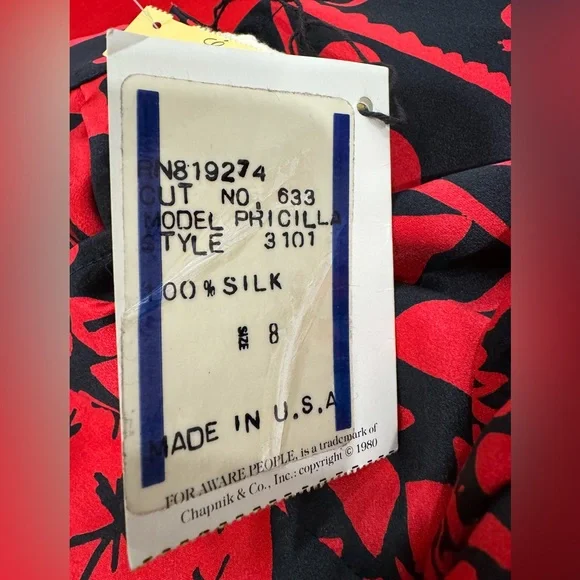 RN819274
CUT NO. 633
MODEL PRICILLA
STYLE 3101
100% SILK
SIZE 8
MADE IN U.S.A
FOR AWARE PEOPLE, is a trademark of
Chapnik & Co., Inc.: copyright © 1980